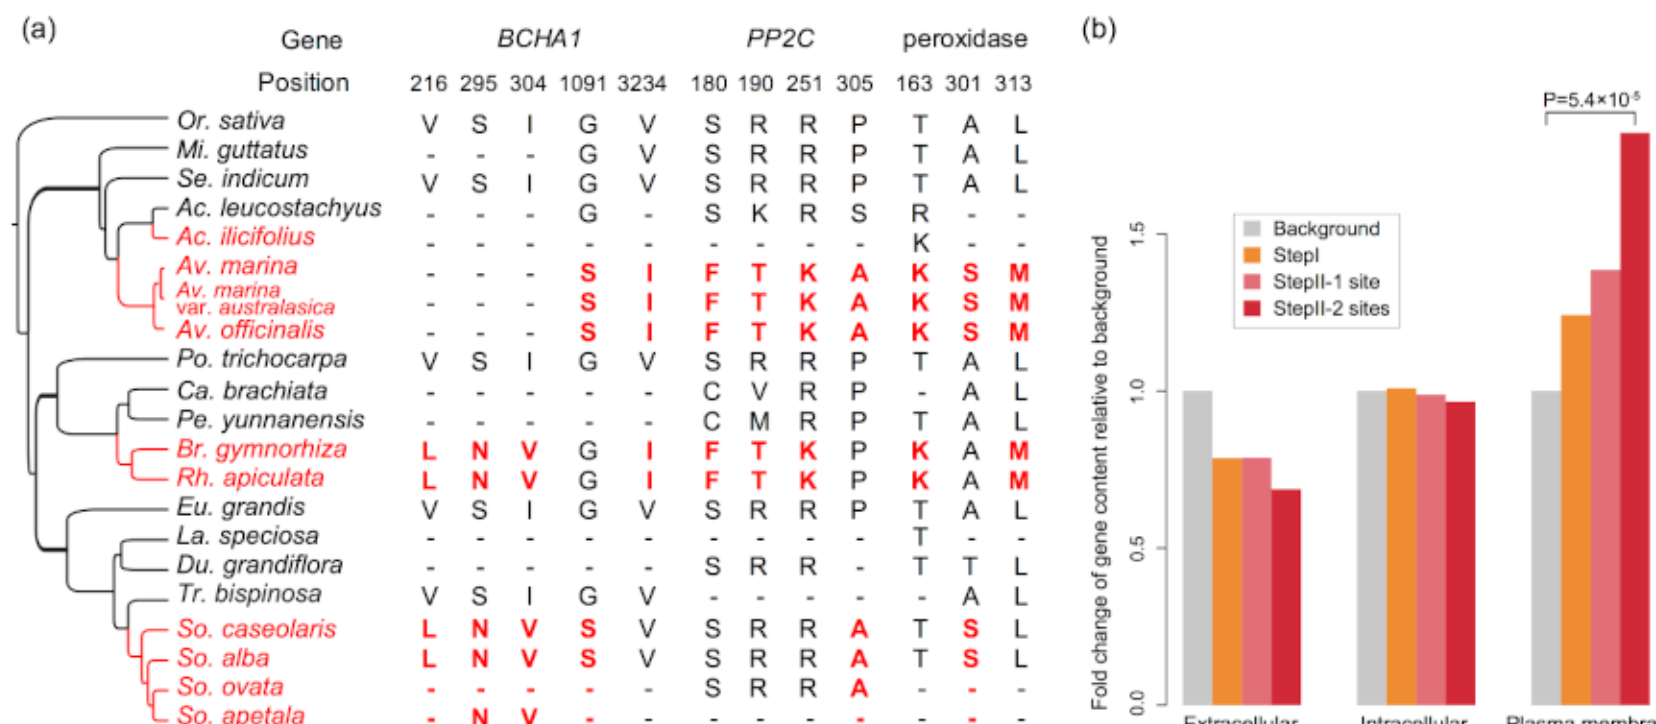 (a)
Gene BCHA1 PP2C peroxidase
Position 216 295 304 1091 3234 180 190 251 305 163 301 313
Or. sativa V S I G V S R R P T A L
Mi. guttatus - - - G V S R R P T A L
Se. indicum V S I G V S R R P T A L
Ac. leucostachyus - - - G - S K R S R - -
Ac. ilicifolius - - - - - - - - - K - -
Av. marina - - - S I F T K A K S M
Av. marina
var. australasica - - - S I F T K A K S M
Av. officinalis - - - S I F T K A K S M
Po. trichocarpa V S I G V S R R P T A L
Ca. brachiata - - - - - C V R P - A L
Pe. yunnanensis - - - - - C M R P T A L
Br. gymnorhiza L N V G I F T K P K A M
Rh. apiculata L N V G I F T K P K A M
Eu. grandis V S I G V S R R P T A L
La. speciosa - - - - - - - - - T - -
Du. grandiflora - - - - - S R R - T T L
Tr. bispinosa V S I G V - - - - - A L
So. caseolaris L N V S V S R R A T S L
So. alba L N V S V S R R A T S L
So. ovata - - - - - S R R A - - -
So. apetala - N V - - - - - - - - -
(b)
Fold change of gene content relative to background
1.5
1.0
0.5
0.0
P=5.4×10-5
Background
StepI
StepII-1 site
StepII-2 sites
Extracellular Intracellular Plasma membra